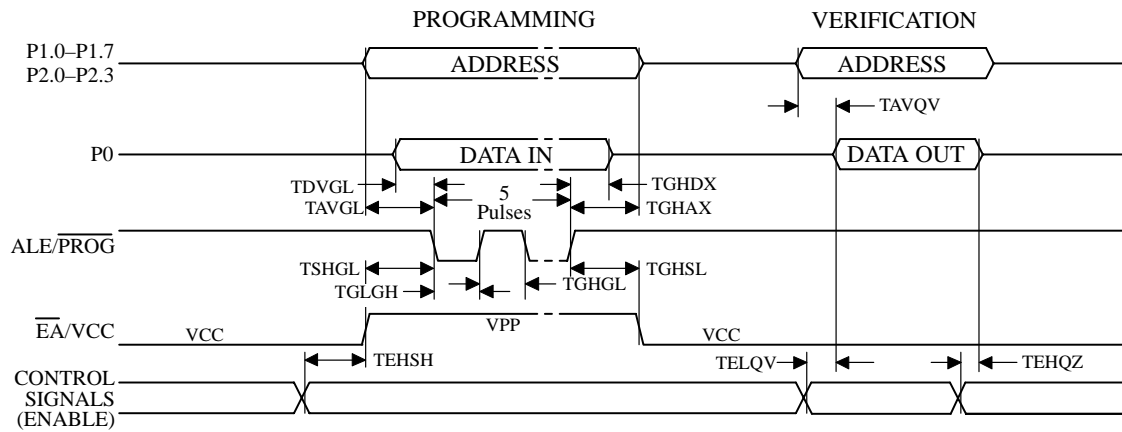 PROGRAMMING
VERIFICATION
P1.0–P1.7
P2.0–P2.3
ADDRESS
ADDRESS
TAVQV
P0
DATA IN
DATA OUT
TDVGL
5
Pulses
TGHDX
TAVGL
TGHAX
ALE/PROG
TSHGL
TGHSL
TGLGH
TGHGL
EA/VCC
VCC
VPP
VCC
TEHSH
TELQV
TEHQZ
CONTROL
SIGNALS
(ENABLE)